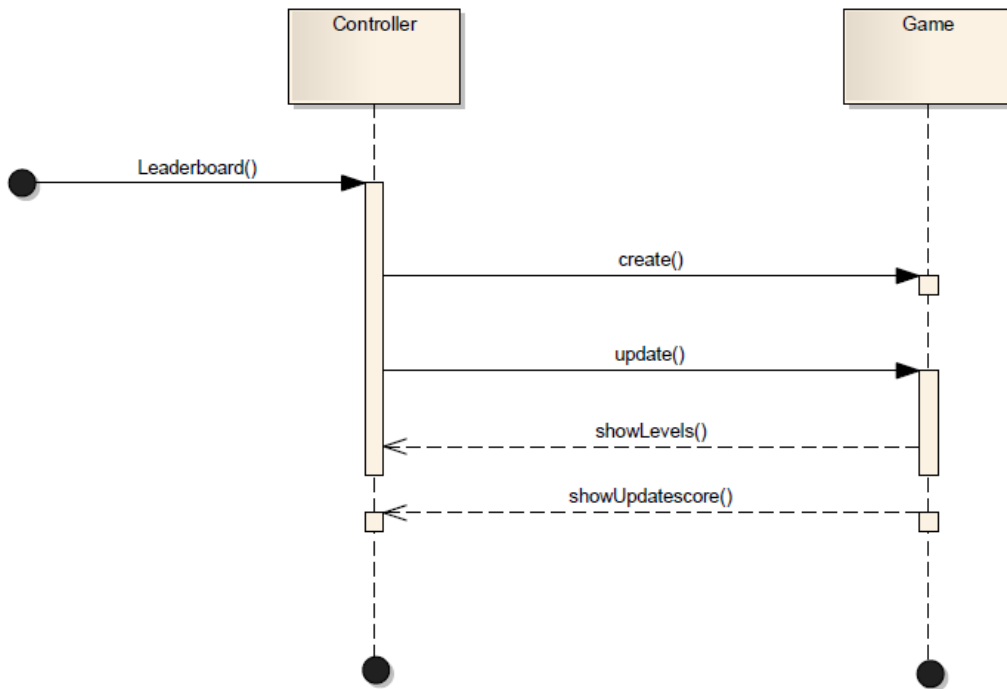 Controller
Game
Leaderboard()
create()
update()
showLevels()
showUpdatescore()